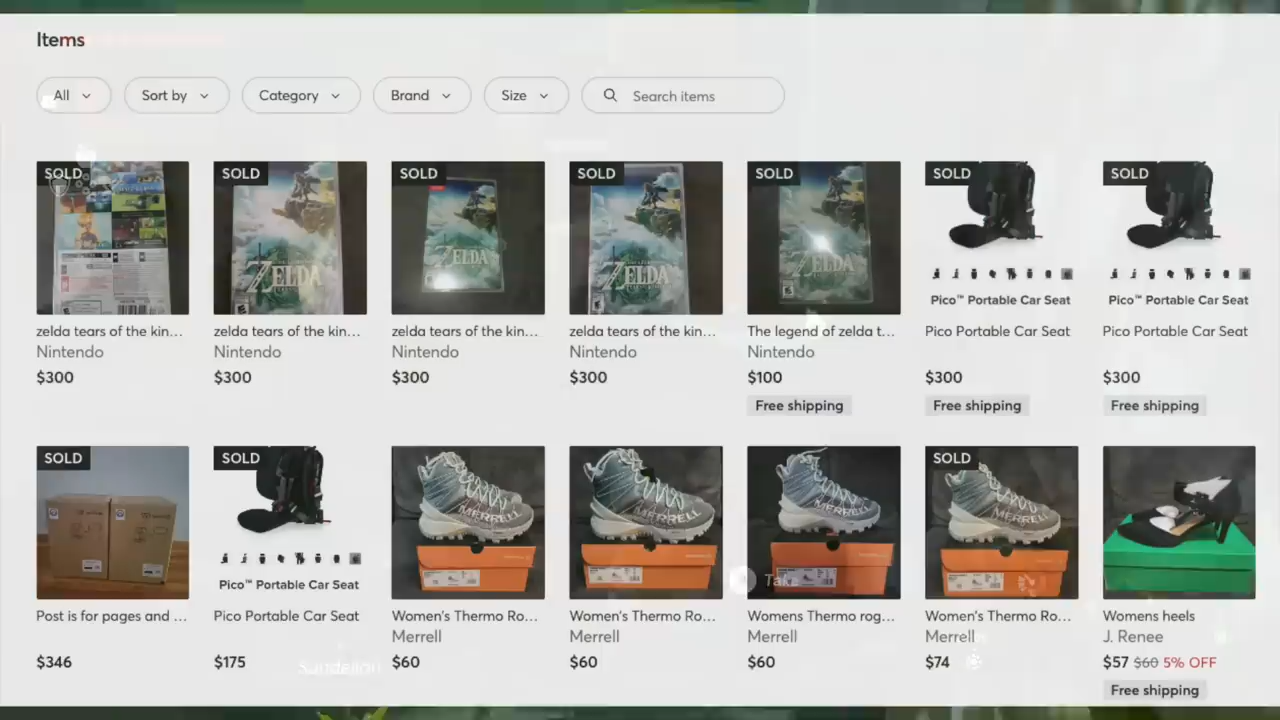 Items
All
Sort by
Category
Brand
Size
Search items
SOLD
SOLD
SOLD
SOLD
SOLD
SOLD
SOLD
ZELDA
ZELDA
ZELDA
ZELDA
Pico™ Portable Car Seat
Pico™ Portable Car Seat
zelda tears of the kin...
zelda tears of the kin...
zelda tears of the kin...
zelda tears of the kin...
The legend of zelda t...
Pico Portable Car Seat
Pico Portable Car Seat
Nintendo
Nintendo
Nintendo
Nintendo
Nintendo
$300
$300
$300
$300
$100
$300
$300
Free shipping
Free shipping
Free shipping
SOLD
SOLD
SOLD
MERRELL
MERRELL
MERRELL
MERRELL
Pico™ Portable Car Seat
Post is for pages and ...
Pico Portable Car Seat
Women's Thermo Ro...
Women's Thermo Ro...
Womens Thermo rog...
Women's Thermo Ro...
Womens heels
Merrell
Merrell
Merrell
Merrell
J. Renee
$346
$175
$60
$60
$60
$74
$57 $60 5% OFF
Free shipping
Sundelion